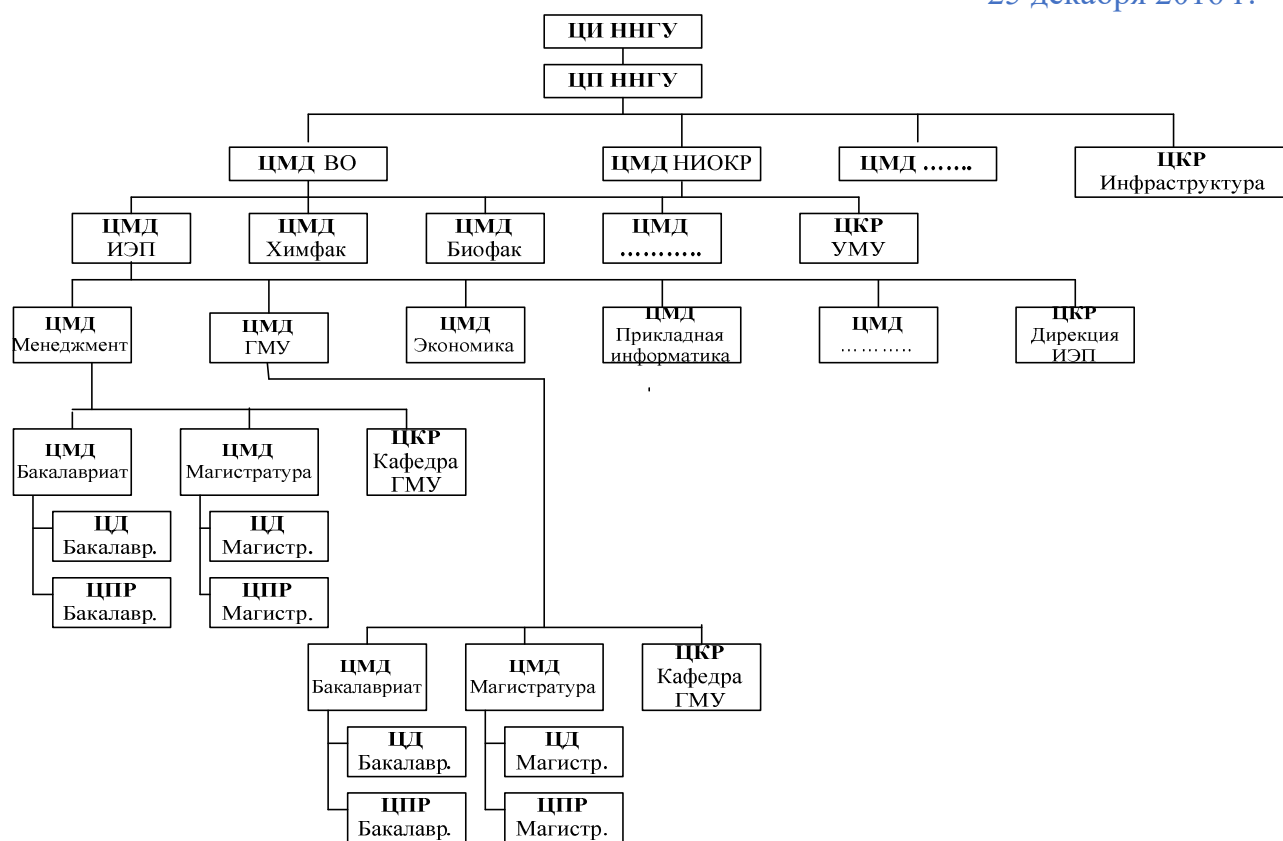 ЦИ ННГУ
ЦП ННГУ
ЦМД ВО
ЦМД НИОКР
ЦМД …….
ЦКР
Инфраструктура
ЦМД
ИЭП
ЦМД
Химфак
ЦМД
Биофак
ЦМД
………..
ЦКР
УМУ
ЦМД
Менеджмент
ЦМД
ГМУ
ЦМД
Экономика
ЦМД
Прикладная
информатика
ЦМД
………..
ЦКР
Дирекция
ИЭП
ЦМД
Бакалавриат
ЦМД
Магистратура
ЦКР
Кафедра
ГМУ
ЦД
Бакалавр.
ЦД
Магистр.
ЦПР
Бакалавр.
ЦПР
Магистр.
ЦМД
Бакалавриат
ЦМД
Магистратура
ЦКР
Кафедра
ГМУ
ЦД
Бакалавр.
ЦД
Магистр.
ЦПР
Бакалавр.
ЦПР
Магистр.